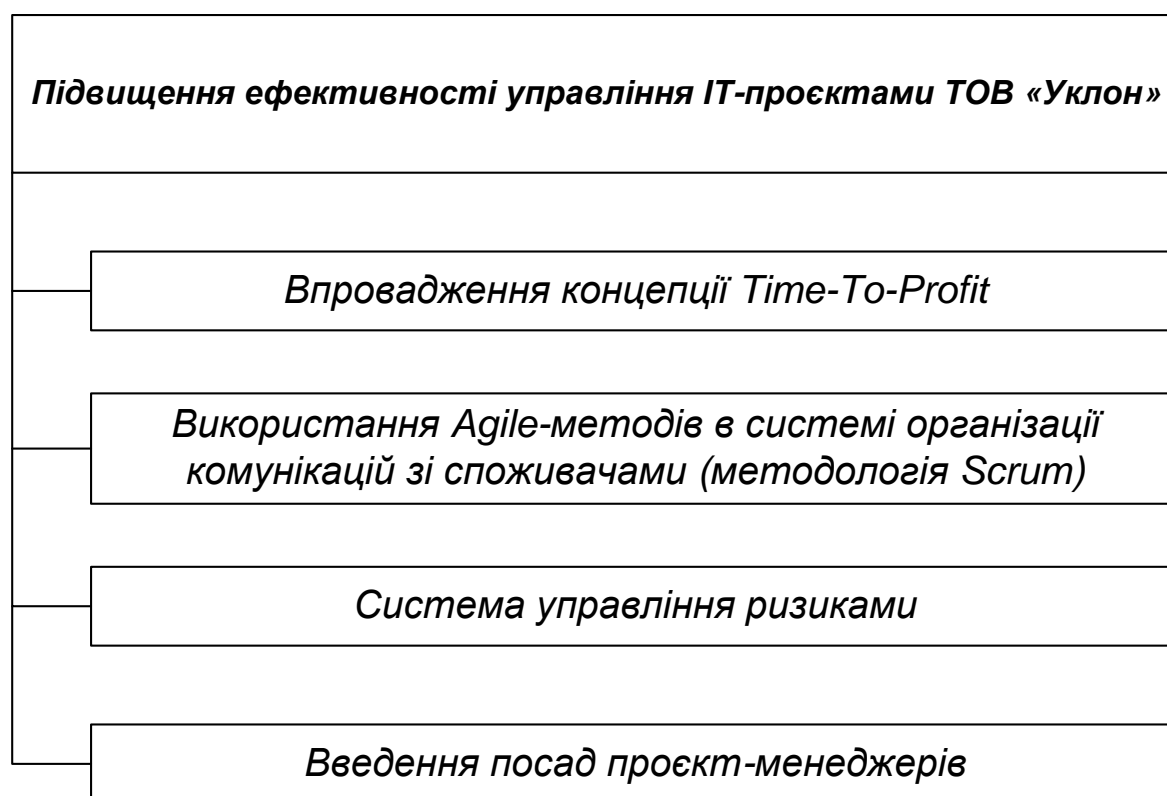 Підвищення ефективності управління ІТ-проєктами ТОВ «Уклон»
Впровадження концепції Time-To-Profit
Використання Agile-методів в системі організації
комунікацій зі споживачами (методологія Scrum)
Система управління ризиками
Введення посад проєкт-менеджерів